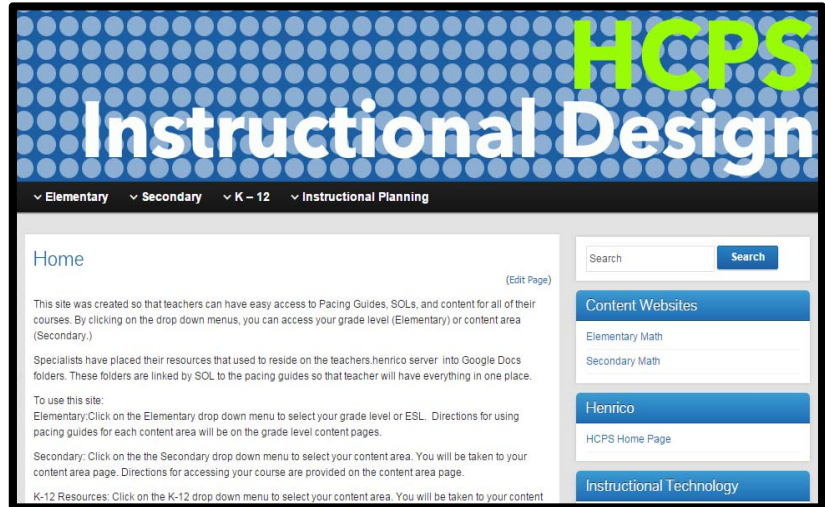 HCPS
Instructional Design
Elementary Secondary K – 12 Instructional Planning
Home
(Edit Page)
This site was created so that teachers can have easy access to Pacing Guides, SOLs, and content for all of their
courses. By clicking on the drop down menus, you can access your grade level (Elementary) or content area
(Secondary.)
Specialists have placed their resources that used to reside on the teachers.henrico server into Google Docs
folders. These folders are linked by SOL to the pacing guides so that teacher will have everything in one place.
To use this site:
Elementary:Click on the Elementary drop down menu to select your grade level or ESL. Directions for using
pacing guides for each content area will be on the grade level content pages.
Secondary: Click on the the Secondary drop down menu to select your content area. You will be taken to your
content area page. Directions for accessing your course are provided on the content area page.
K-12 Resources: Click on the K-12 drop down menu to select your content area. You will be taken to your content
Search Search
Content Websites
Elementary Math
Secondary Math
Henrico
HCPS Home Page
Instructional Technology